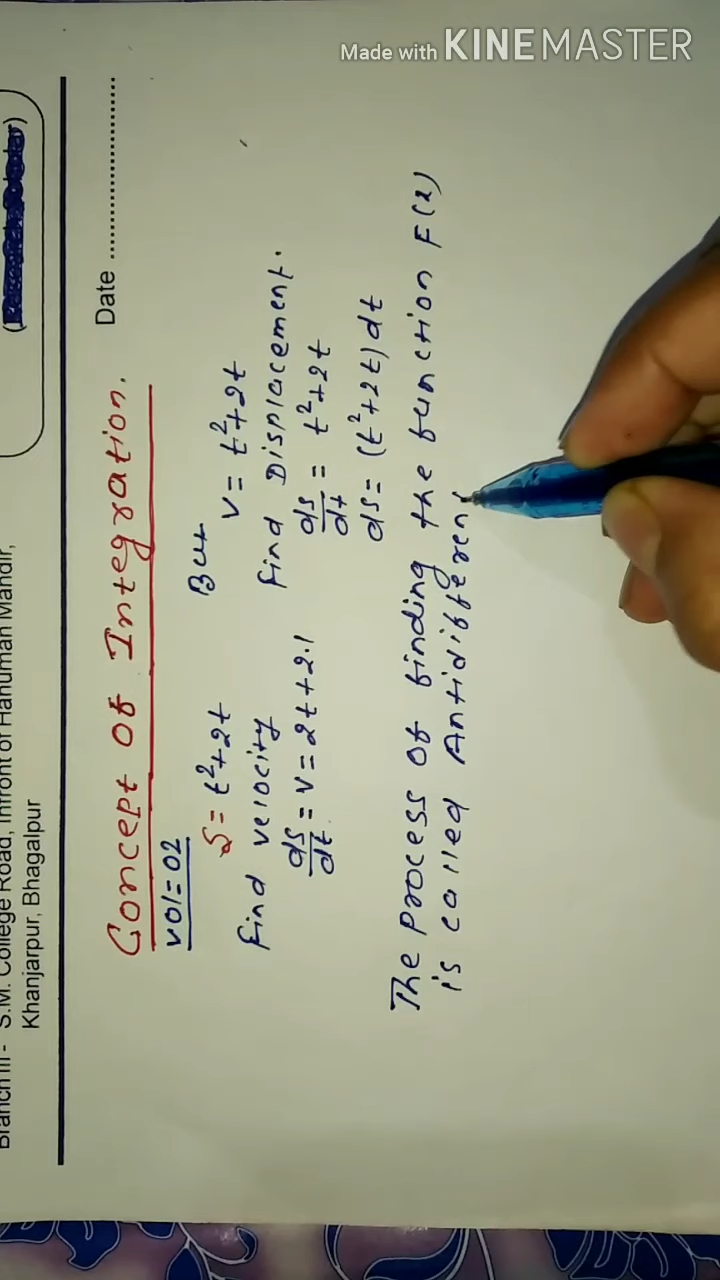 Made with KINEMASTER
S.M. College Road, Infront of Hanuman Mandir,
Khanjarpur, Bhagalpur
Date ..............................
Concept of Integration.
Vol=02
S = t²+2t
Find velocity
ds/dt = v = 2t+2.1
But
v = t²+2t
Find Displacement.
ds/dt = t²+2t
ds = (t²+2t)dt
The Process of finding the function F(x)
is called Antidifferen